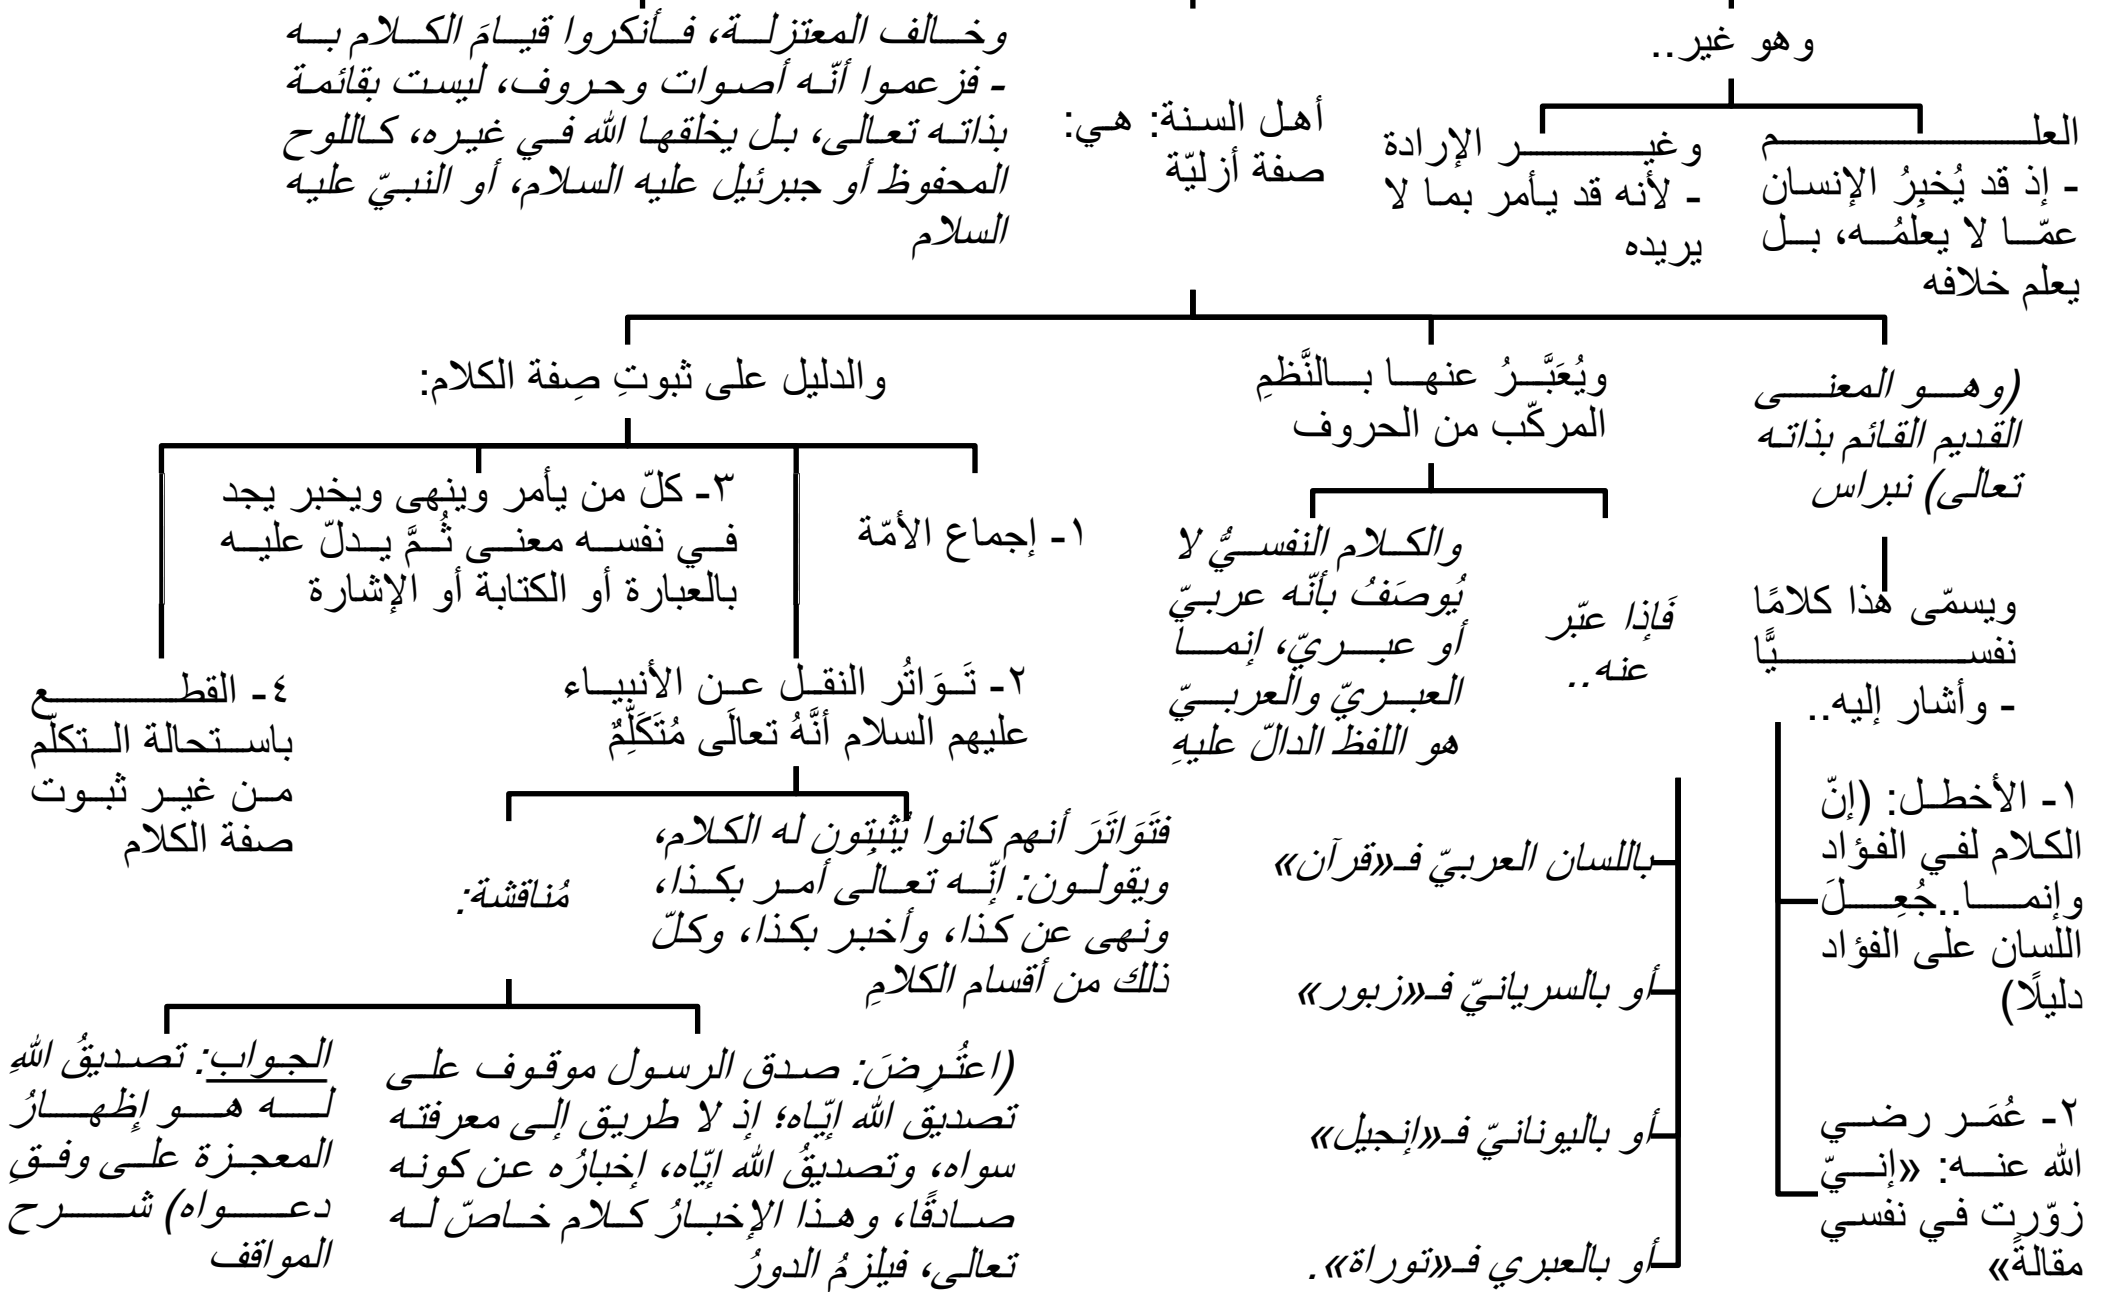 وهو غير..
العلـم
- إذ قد يُخبِرُ الإنسان
عمّا لا يعلمُه، بل
يعلم خلافه
وغير الإرادة
- لأنه قد يأمر بما لا
يريده
أهل السنة: هي:
صفة أزليّة
وخالف المعتزلة، فأنكروا قيامَ الكلام به
- فزعموا أنّه أصوات وحروف، ليست بقائمة
بذاته تعالى، بل يخلقها الله في غيره، كاللوح
المحفوظ أو جبرئيل عليه السلام، أو النبيّ عليه
السلام
(وهو المعنى
القديم القائم بذاته
تعالى) نبراس
ويسمّى هذا كلامًا
نفسيًّا
- وأشار إليه..
١- الأخطل: (إنّ
الكلام لفي الفؤاد
وإنما..جُعِلَ
اللسان على الفؤاد
دليلًا)
٢- عُمَر رضي
الله عنه: «إنيّ
زوّرت في نفسي
مقالةً»
ويُعَبَّرُ عنها بالنَّظمِ
المركّب من الحروف
فَإذا عبّر
عنه..
باللسان العربيّ فـ«قرآن»
أو بالسريانيّ فـ«زبور»
أو باليونانيّ فـ«إنجيل»
أو بالعبري فـ«توراة».
والكلام النفسيُّ لا
يُوصَفُ بأنّه عربيّ
أو عبريّ، إنما
العبريّ والعربيّ
هو اللفظ الدالّ عليهِ
والدليل على ثبوتِ صِفة الكلام:
١- إجماع الأمّة
٢- تَوَاتُر النقل عن الأنبياء
عليهم السلام أنَّهُ تعالَى مُتَكَلِّمٌ
فتَوَاتَرَ أنهم كانوا يُثبِتون له الكلام،
ويقولون: إنّه تعالَى أمر بكذا،
ونهى عن كذا، وأخبر بكذا، وكلّ
ذلك من أقسام الكلامِ
مُناقشة:
(اعتُرِضَ: صدق الرسول موقوف على
تصديق الله إيّاه؛ إذ لا طريق إلى معرفته
سواه، وتصديقُ الله إيّاه، إخبارُه عن كونه
صادقًا، وهذا الإخبارُ كلام خاصّ له
تعالى، فيلزمُ الدورُ
الجواب: تصديقُ اللهِ
له هو إظهارُ
المعجزة على وفقِ
دعواه) شرح
المواقف
٣- كلّ من يأمر وينهى ويخبر يجد
في نفسه معنى ثُمَّ يدلّ عليه
بالعبارة أو الكتابة أو الإشارة
٤- القطع
باستحالة التكلّم
من غير ثبوت
صفة الكلام